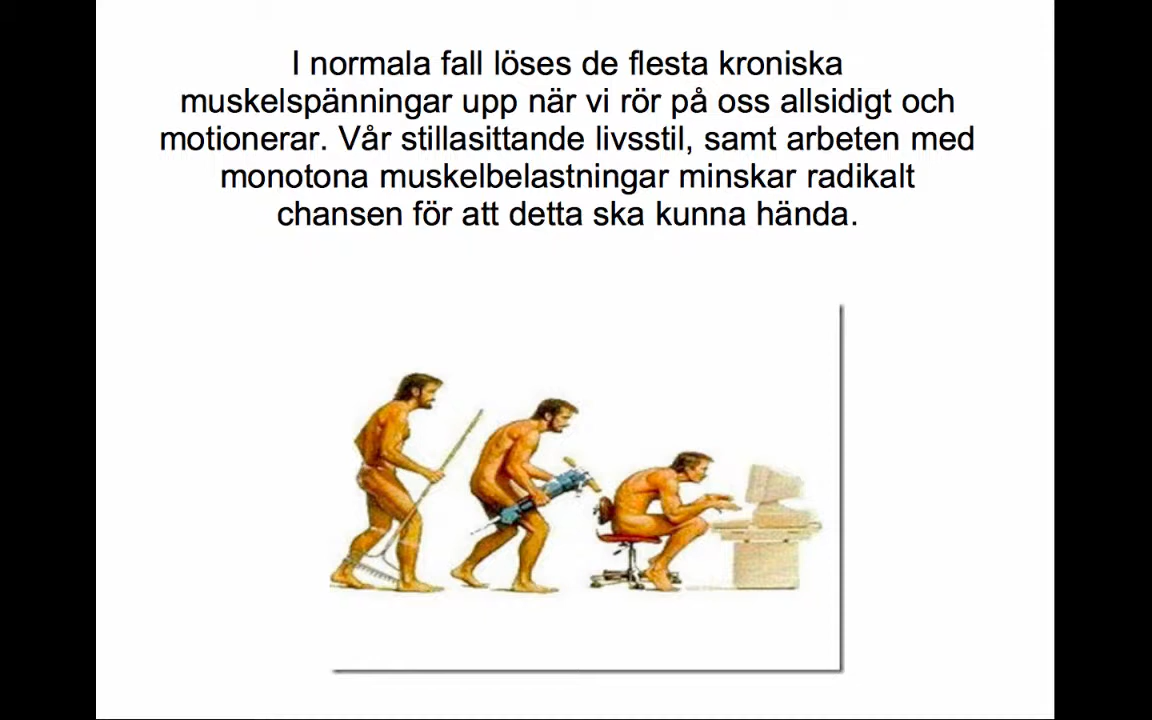 I normala fall löses de flesta kroniska
muskelspänningar upp när vi rör på oss allsidigt och
motionerar. Vår stillasittande livsstil, samt arbeten med
monotona muskelbelastningar minskar radikalt
chansen för att detta ska kunna hända.